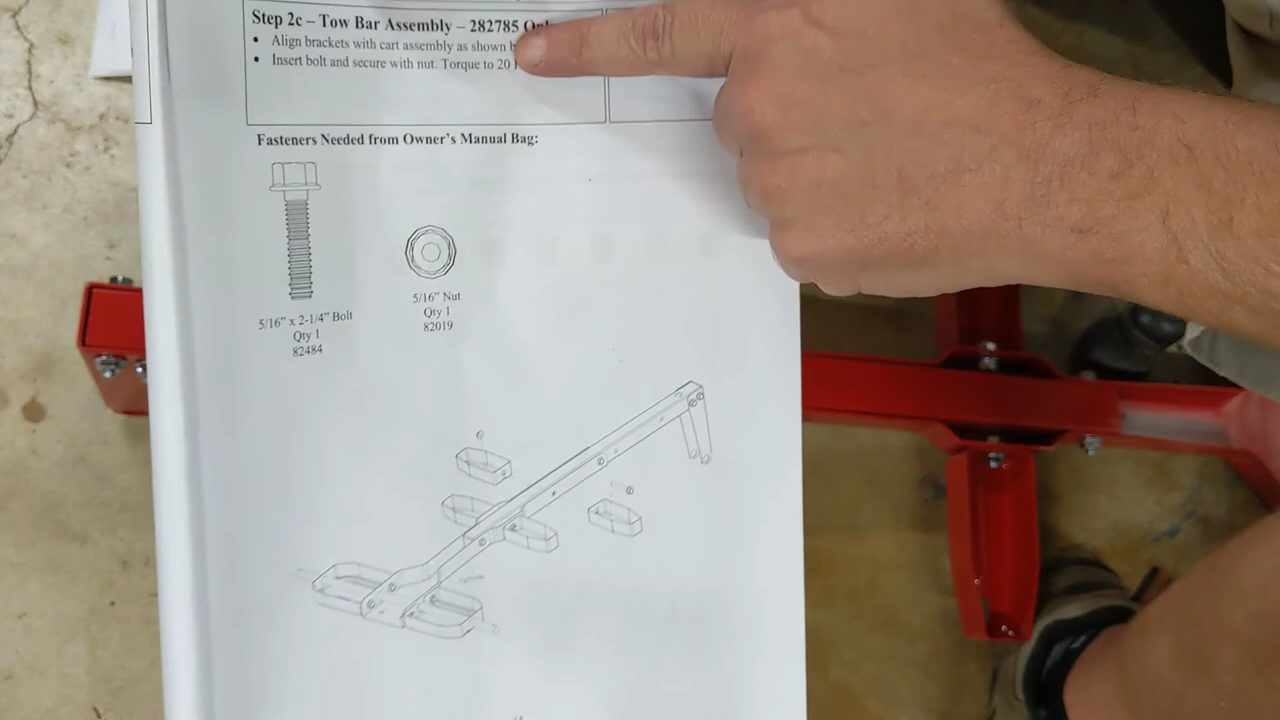 Step 2c – Tow Bar Assembly – 282785
• Align brackets with cart assembly as shown
• Insert bolt and secure with nut. Torque to 20
Fasteners Needed from Owner's Manual Bag:
5/16" x 2-1/4" Bolt
Qty 1
82484
5/16" Nut
Qty 1
82019